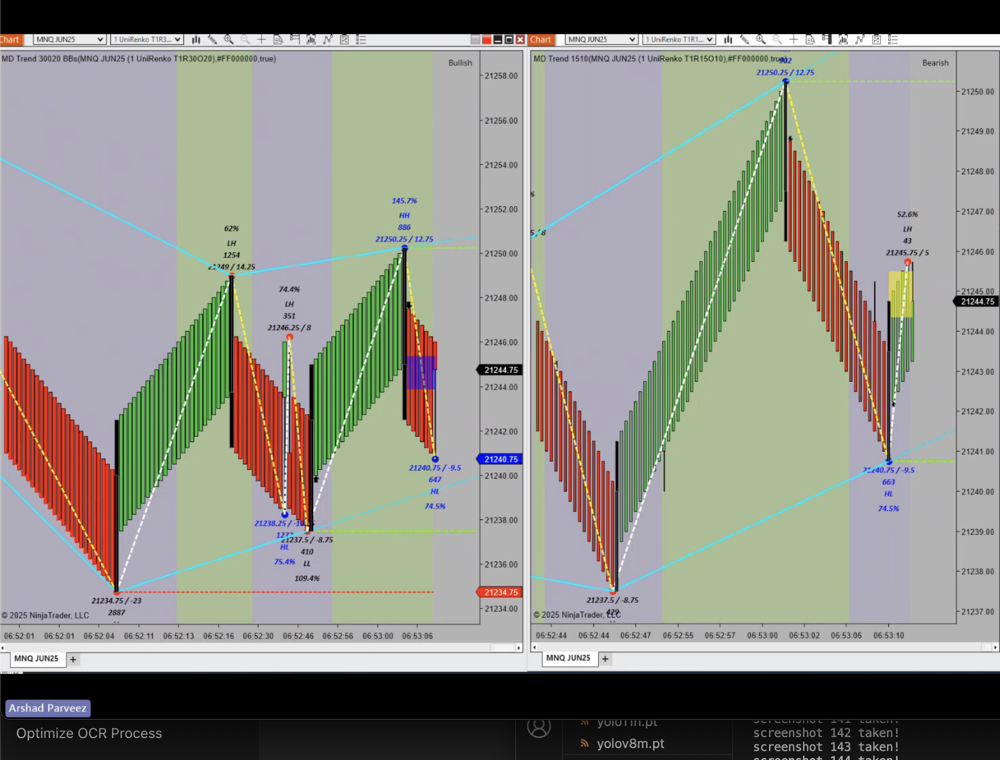 Chart MNQ JUN25 1 UniRenko T1R3...
MD Trend 30020 BBs(MNQ JUN25 (1 UniRenko T1R30O20),#FF000000,true)
Bullish
21258.00
21256.00
21254.00
21252.00
21250.00
21248.00
21246.00
21244.75
21244.00
21242.00
21240.75
21240.00
21238.00
21236.00
21234.75
21234.00
62%
LH
1254
21249 / 14.25
74.4%
LH
351
21246.25 / 8
145.7%
HH
886
21250.25 / 12.75
21240.75 / -9.5
647
HL
74.5%
21238.25 / -1
HL
75.4%
21237.5 / -8.75
410
LL
109.4%
21234.75 / -23
2887
© 2025 NinjaTrader, LLC
06:52:01 06:52:01 06:52:04 06:52:11 06:52:13 06:52:16 06:52:30 06:52:46 06:52:56 06:53:00 06:53:06
MNQ JUN25 +
Chart MNQ JUN25 1 UniRenko T1R1...
MD Trend 1510(MNQ JUN25 (1 UniRenko T1R15O10),#FF000000,true)
Bearish
21250.25 / 12.75
21250.00
21249.00
21248.00
21247.00
21246.00
21245.00
21244.75
21244.00
21243.00
21242.00
21241.00
21240.00
21239.00
21238.00
21237.00
52.6%
LH
43
21245.75 / 5
21240.75 / -9.5
663
HL
74.5%
21237.5 / -8.75
© 2025 NinjaTrader, LLC
06:52:44 06:52:44 06:52:47 06:52:55 06:52:57 06:53:00 06:53:02 06:53:06 06:53:10
MNQ JUN25 +
Arshad Parveez
Optimize OCR Process
yolo11n.pt
yolov8m.pt
screenshot 141 taken!
screenshot 142 taken!
screenshot 143 taken!
screenshot 144 taken!